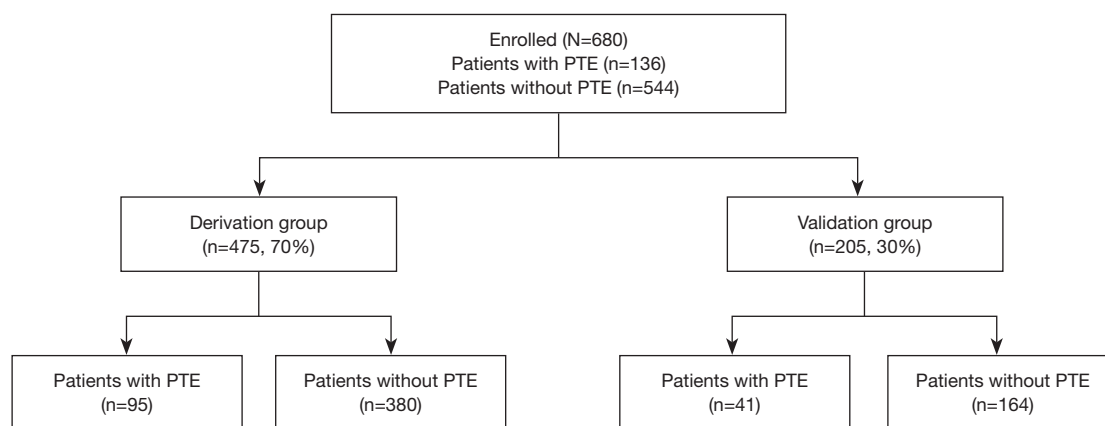 Enrolled (N=680)
Patients with PTE (n=136)
Patients without PTE (n=544)
Derivation group
(n=475, 70%)
Validation group
(n=205, 30%)
Patients with PTE
(n=95)
Patients without PTE
(n=380)
Patients with PTE
(n=41)
Patients without PTE
(n=164)